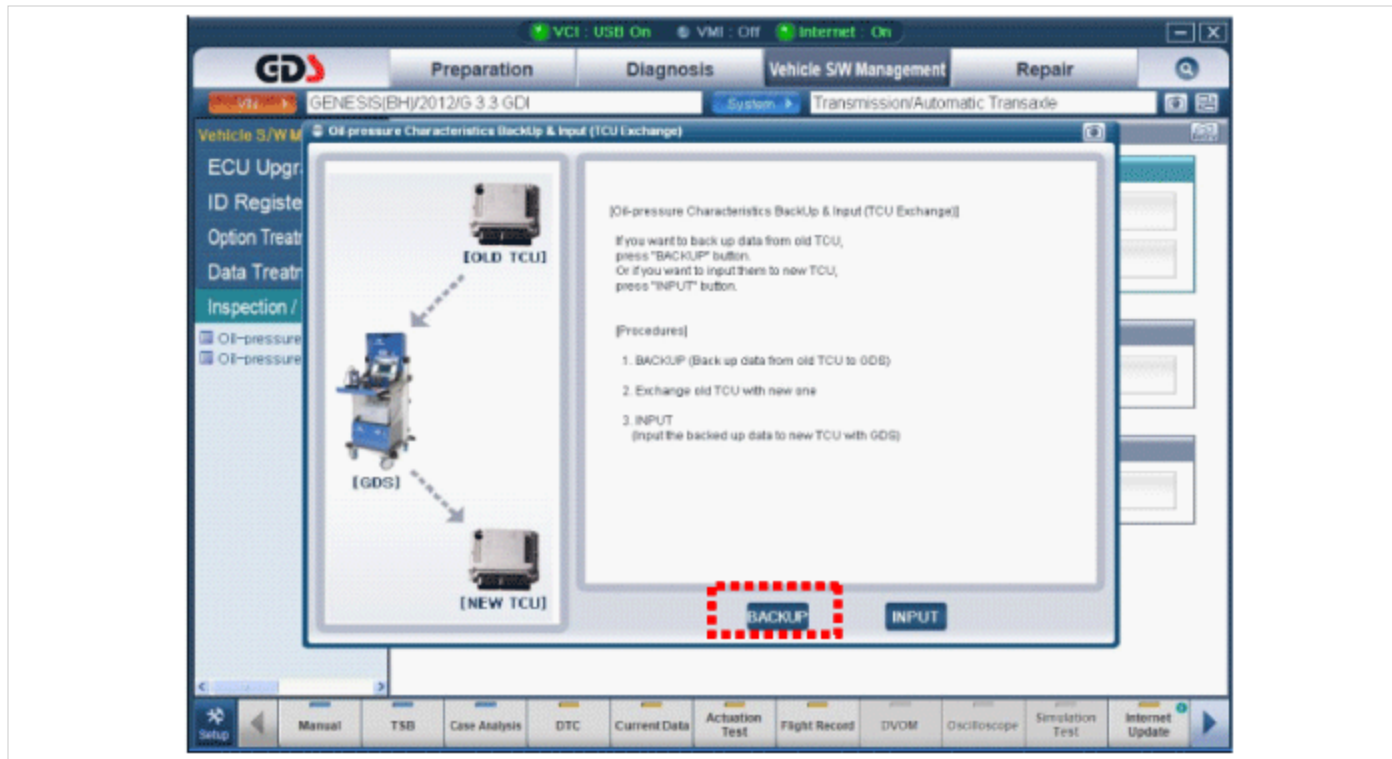 VCI : USB On VMI : Off Internet : On
GDS
Preparation
Diagnosis
Vehicle S/W Management
Repair
VIN
GENESIS(BH)/2012/G 3.3 GDI
System
Transmission/Automatic Transaxle
Vehicle S/W M
Oil-pressure Characteristics BackUp & Input (TCU Exchange)
ECU Upgr
ID Registe
Option Treatr
Data Treatr
Inspection /
Oil-pressure
Oil-pressure
[OLD TCU]
[GDS]
[NEW TCU]
[Oil-pressure Characteristics BackUp & Input (TCU Exchange)]
If you want to back up data from old TCU,
press "BACKUP" button.
Or if you want to input them to new TCU,
press "INPUT" button.
[Procedures]
1. BACKUP (Back up data from old TCU to GDS)
2. Exchange old TCU with new one
3. INPUT
(Input the backed up data to new TCU with GDS)
BACKUP
INPUT
Setup
Manual
TSB
Case Analysis
DTC
Current Data
Actuation
Test
Flight Record
DVOM
Oscilloscope
Simulation
Test
Internet
Update